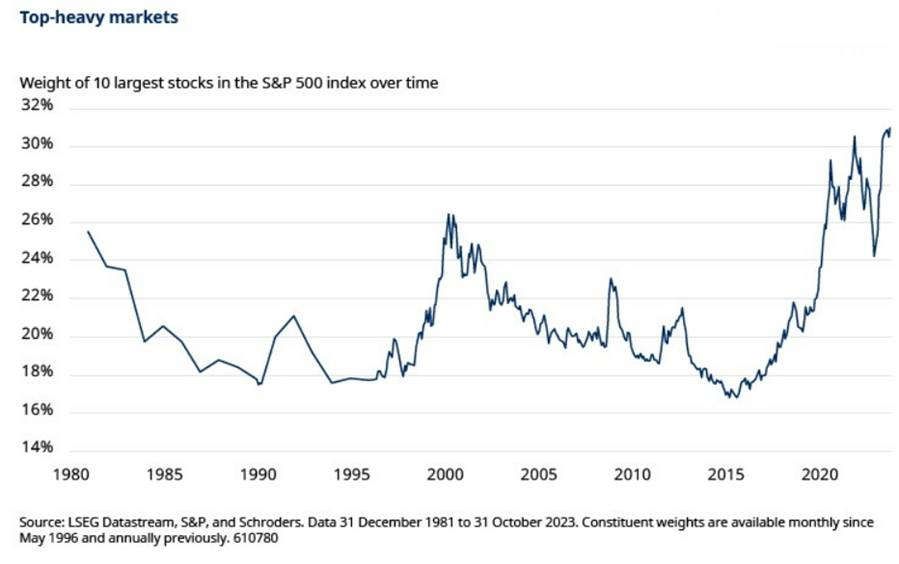 Top-heavy markets
Weight of 10 largest stocks in the S&P 500 index over time
32%
30%
28%
26%
24%
22%
20%
18%
16%
14%
1980 1985 1990 1995 2000 2005 2010 2015 2020
Source: LSEG Datastream, S&P, and Schroders. Data 31 December 1981 to 31 October 2023. Constituent weights are available monthly since
May 1996 and annually previously. 610780